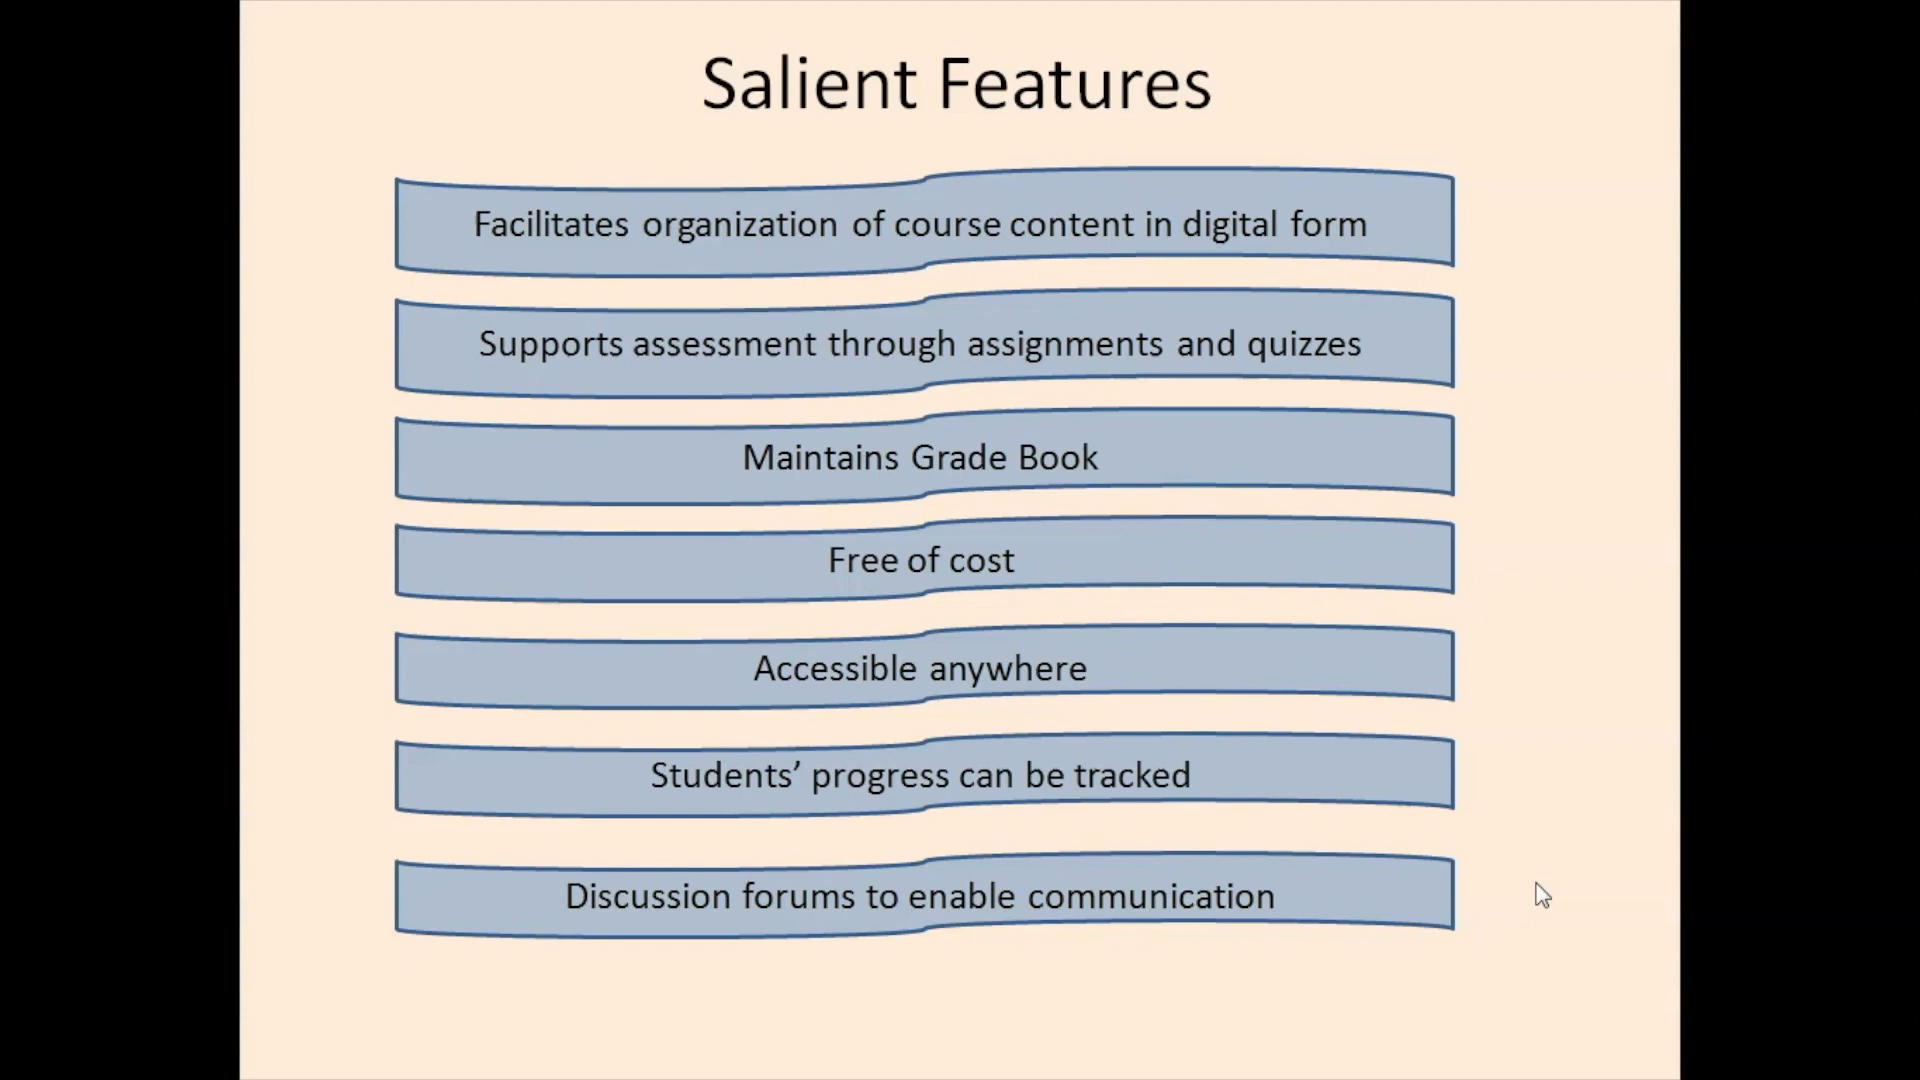 Salient Features
Facilitates organization of course content in digital form
Supports assessment through assignments and quizzes
Maintains Grade Book
Free of cost
Accessible anywhere
Students’ progress can be tracked
Discussion forums to enable communication